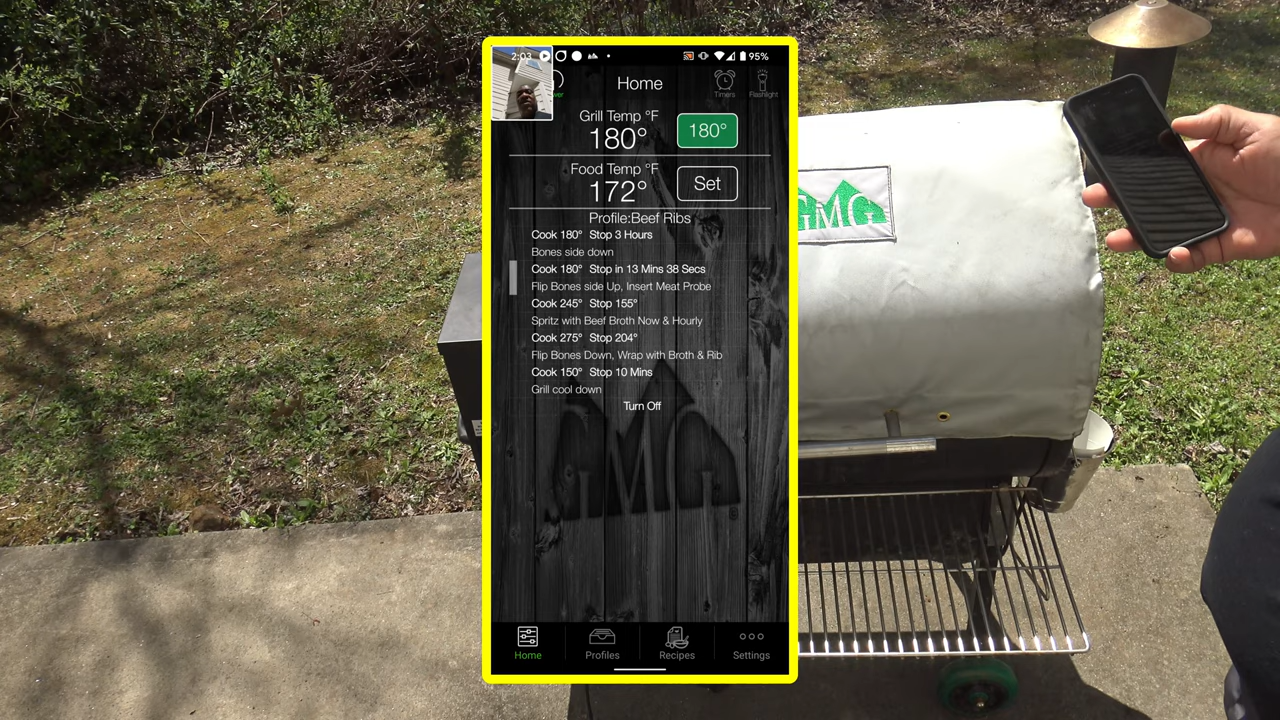 2:03
95%
Home
Timers
Flashlight
Grill Temp °F
180°
180°
Food Temp °F
172°
Set
Profile:Beef Ribs
Cook 180° Stop 3 Hours
Bones side down
Cook 180° Stop in 13 Mins 38 Secs
Flip Bones side Up, Insert Meat Probe
Cook 245° Stop 155°
Spritz with Beef Broth Now & Hourly
Cook 275° Stop 204°
Flip Bones Down, Wrap with Broth & Rib
Cook 150° Stop 10 Mins
Grill cool down
Turn Off
GMG
GMG
Home
Profiles
Recipes
Settings